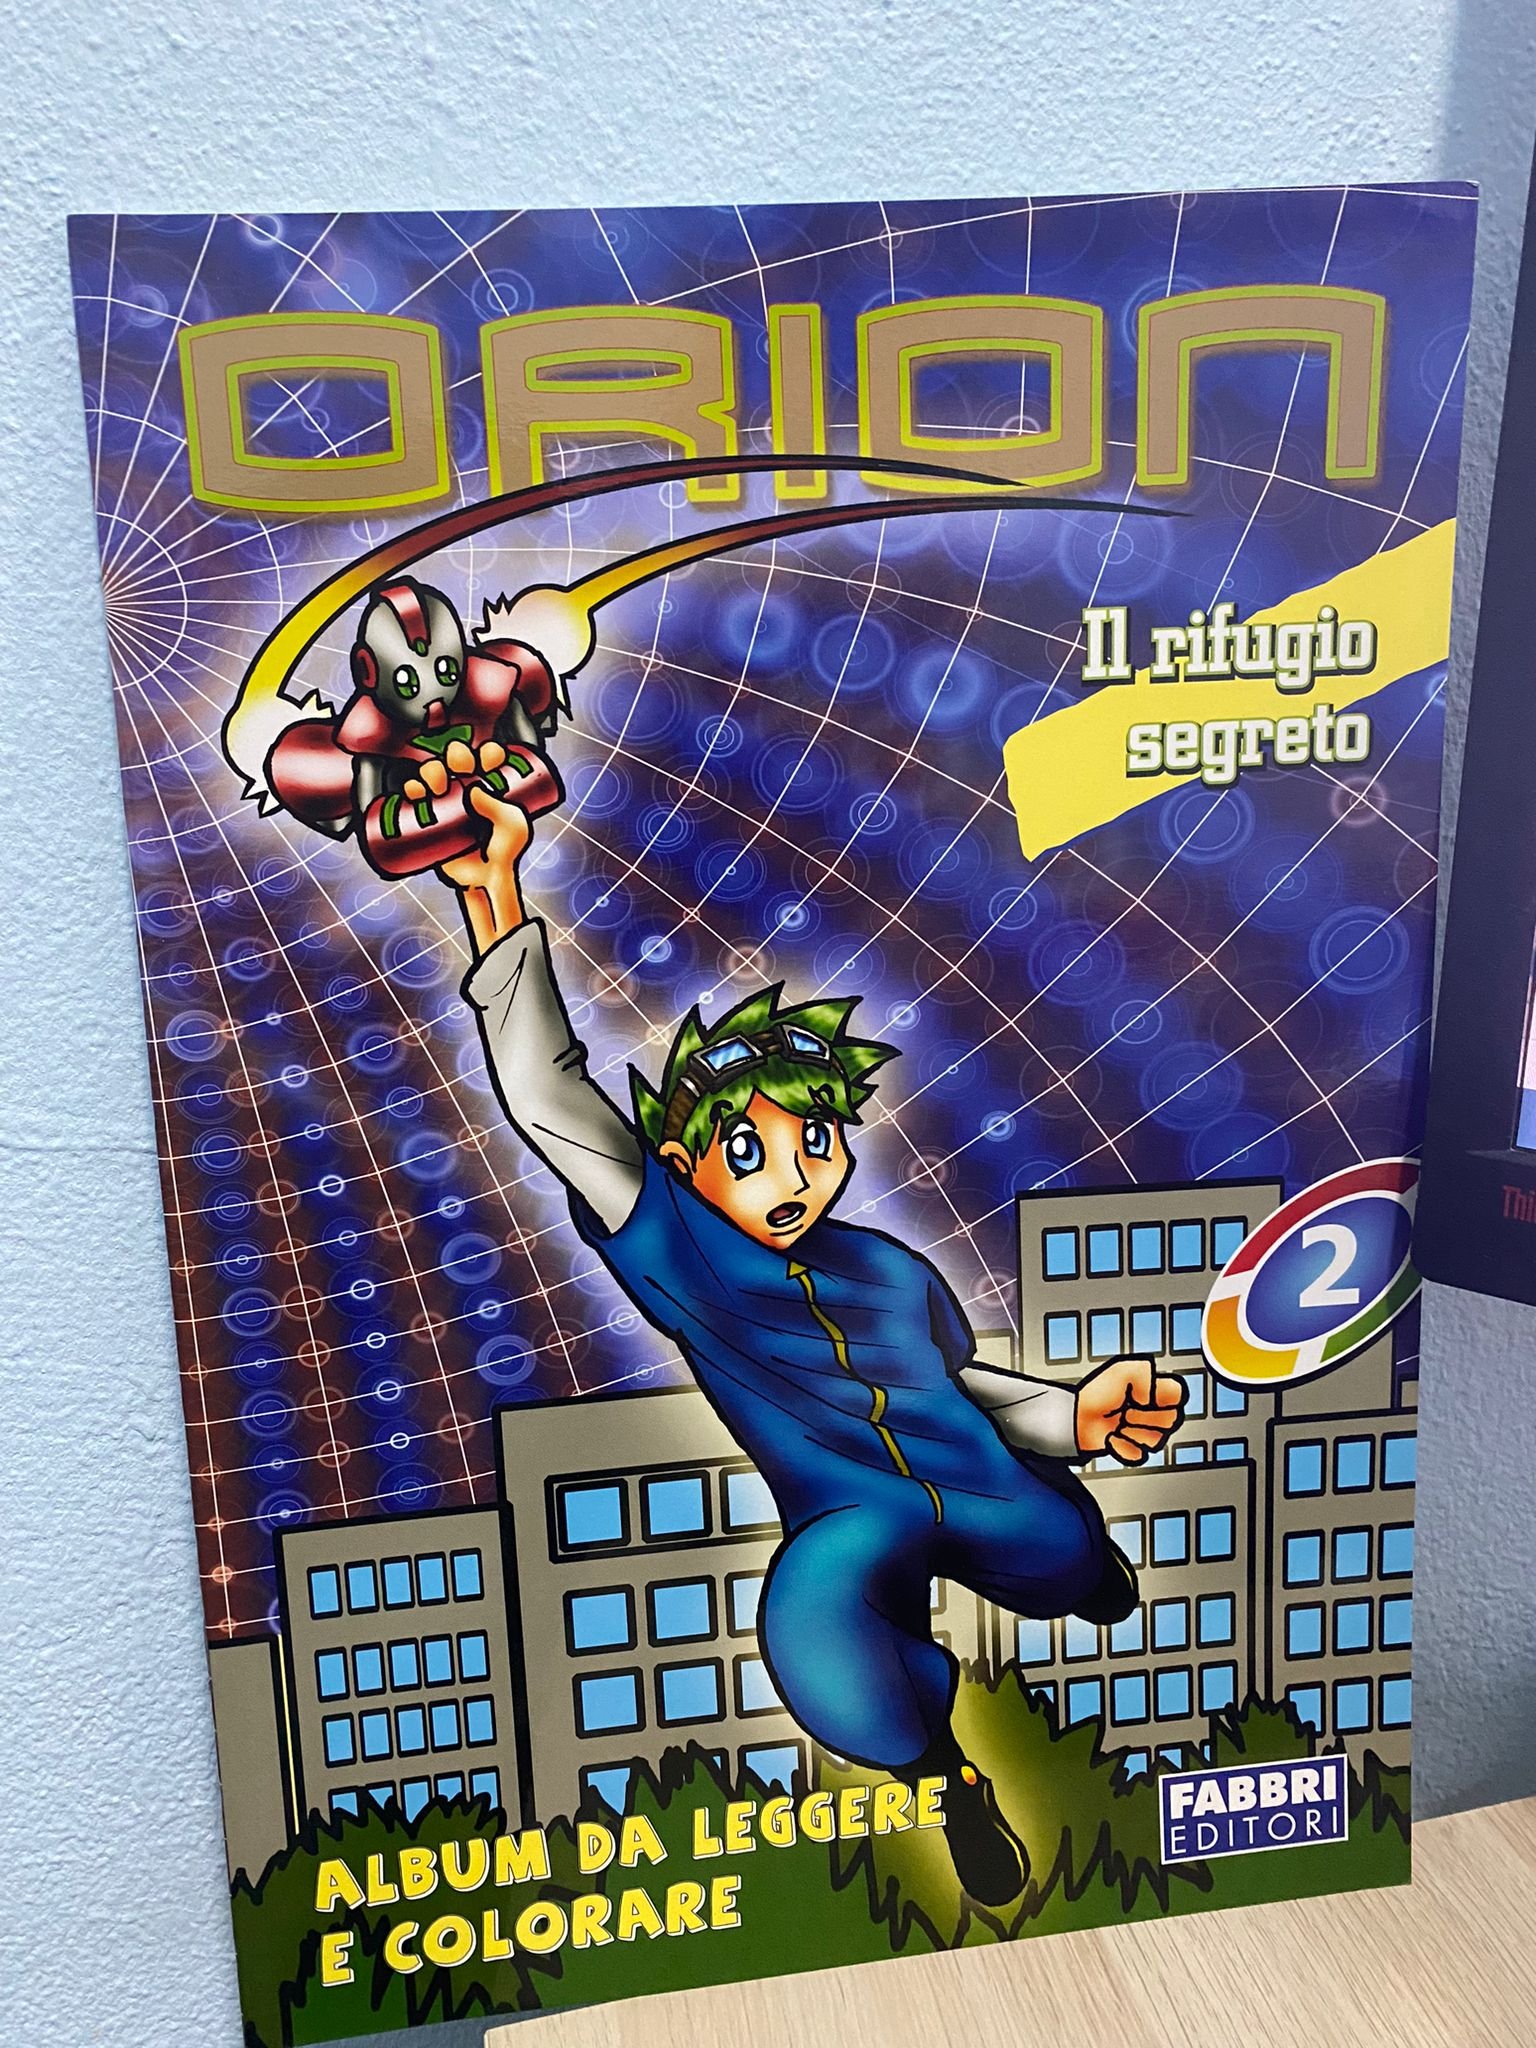 ORION
Il rifugio
segreto
2
ALBUM DA LEGGERE
E COLORARE
FABBRI
EDITORI